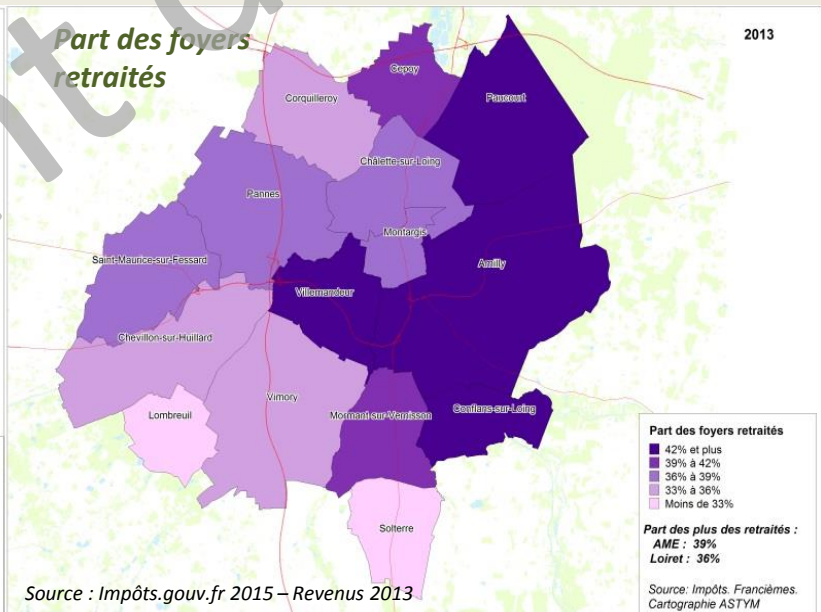 Part des foyers
retraités
2013
Cepoy
Paucourt
Corquilleroy
Châlette-sur-Loing
Pannes
Montargis
Saint-Maurice-sur-Fessard
Amilly
Villemandeur
Chevillon-sur-Huillard
Vimory
Lombreuil
Mormant-sur-Vernisson
Conflans-sur-Loing
Solterre
Part des foyers retraités
42% et plus
39% à 42%
36% à 39%
33% à 36%
Moins de 33%
Part des plus des retraités :
AME : 39%
Loiret : 36%
Source: Impôts. Francièmes.
Cartographie ASTYM
Source : Impôts.gouv.fr 2015 – Revenus 2013